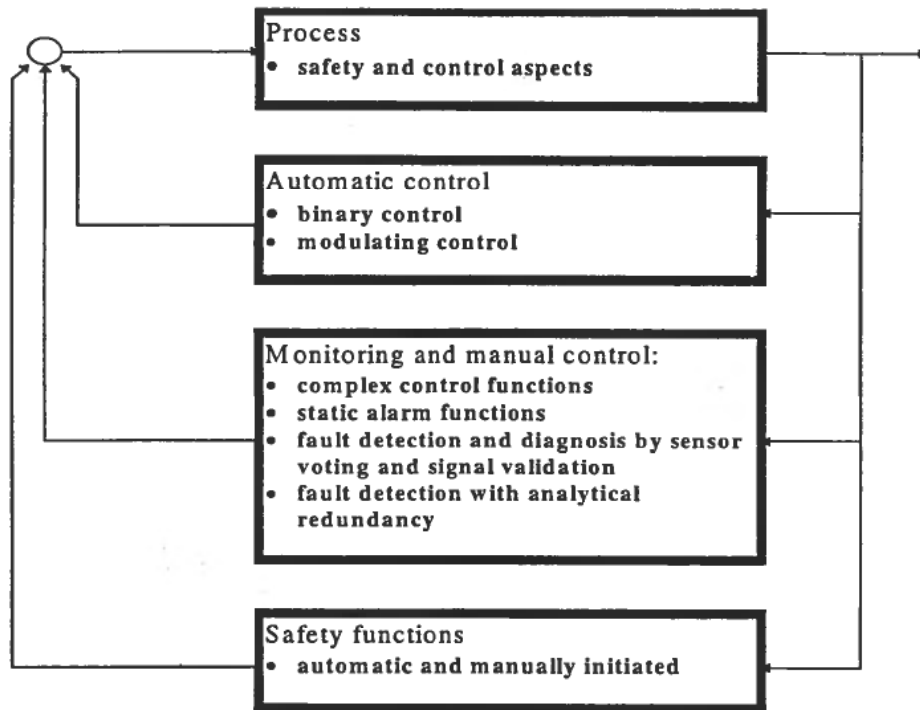 Process
• safety and control aspects
Automatic control
• binary control
• modulating control
Monitoring and manual control:
• complex control functions
• static alarm functions
• fault detection and diagnosis by sensor
voting and signal validation
• fault detection with analytical
redundancy
Safety functions
• automatic and manually initiated